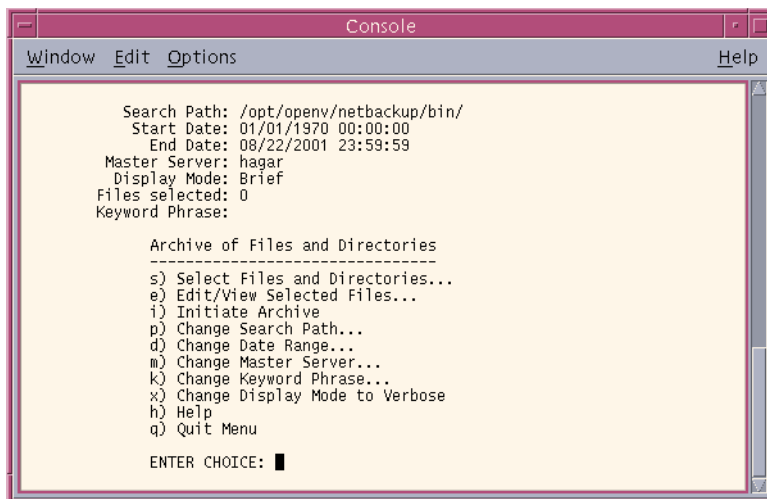 Console
Window Edit Options Help
Search Path: /opt/openv/netbackup/bin/
Start Date: 01/01/1970 00:00:00
End Date: 08/22/2001 23:59:59
Master Server: hagar
Display Mode: Brief
Files selected: 0
Keyword Phrase:
Archive of Files and Directories
--------------------------------
s) Select Files and Directories...
e) Edit/View Selected Files...
i) Initiate Archive
p) Change Search Path...
d) Change Date Range...
m) Change Master Server...
k) Change Keyword Phrase...
x) Change Display Mode to Verbose
h) Help
q) Quit Menu
ENTER CHOICE: